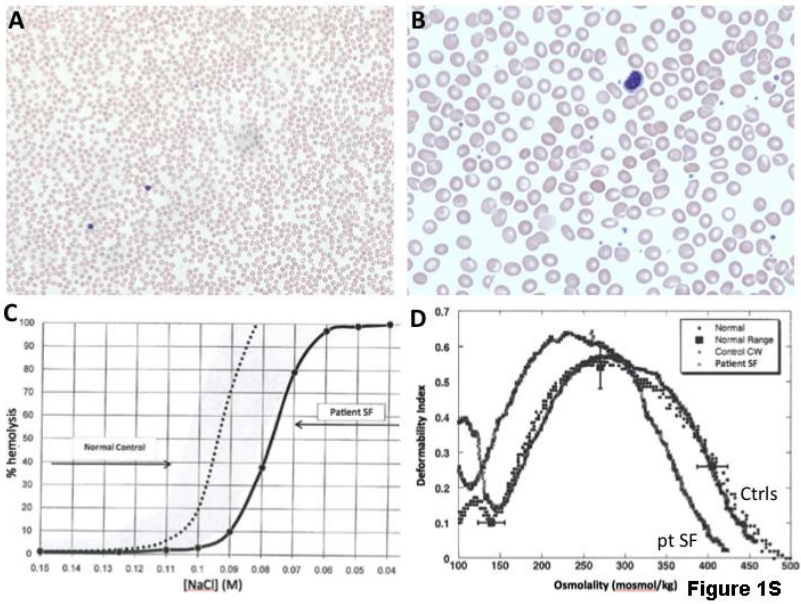 A
B
C
100
90
80
70
60
50
40
30
20
10
0
% hemolysis
Normal Control
Patient SF
0.15
0.14
0.13
0.12
0.11
0.1
0.09
0.08
0.07
0.06
0.05
0.04
[NaCl] (M)
D
0.7
0.6
0.5
0.4
0.3
0.2
0.1
0
Deformability Index
Normal
Normal Range
Control CW
Patient SF
Ctrls
pt SF
100
150
200
250
300
350
400
450
500
Osmolality (mosmol/kg)
Figure 1S